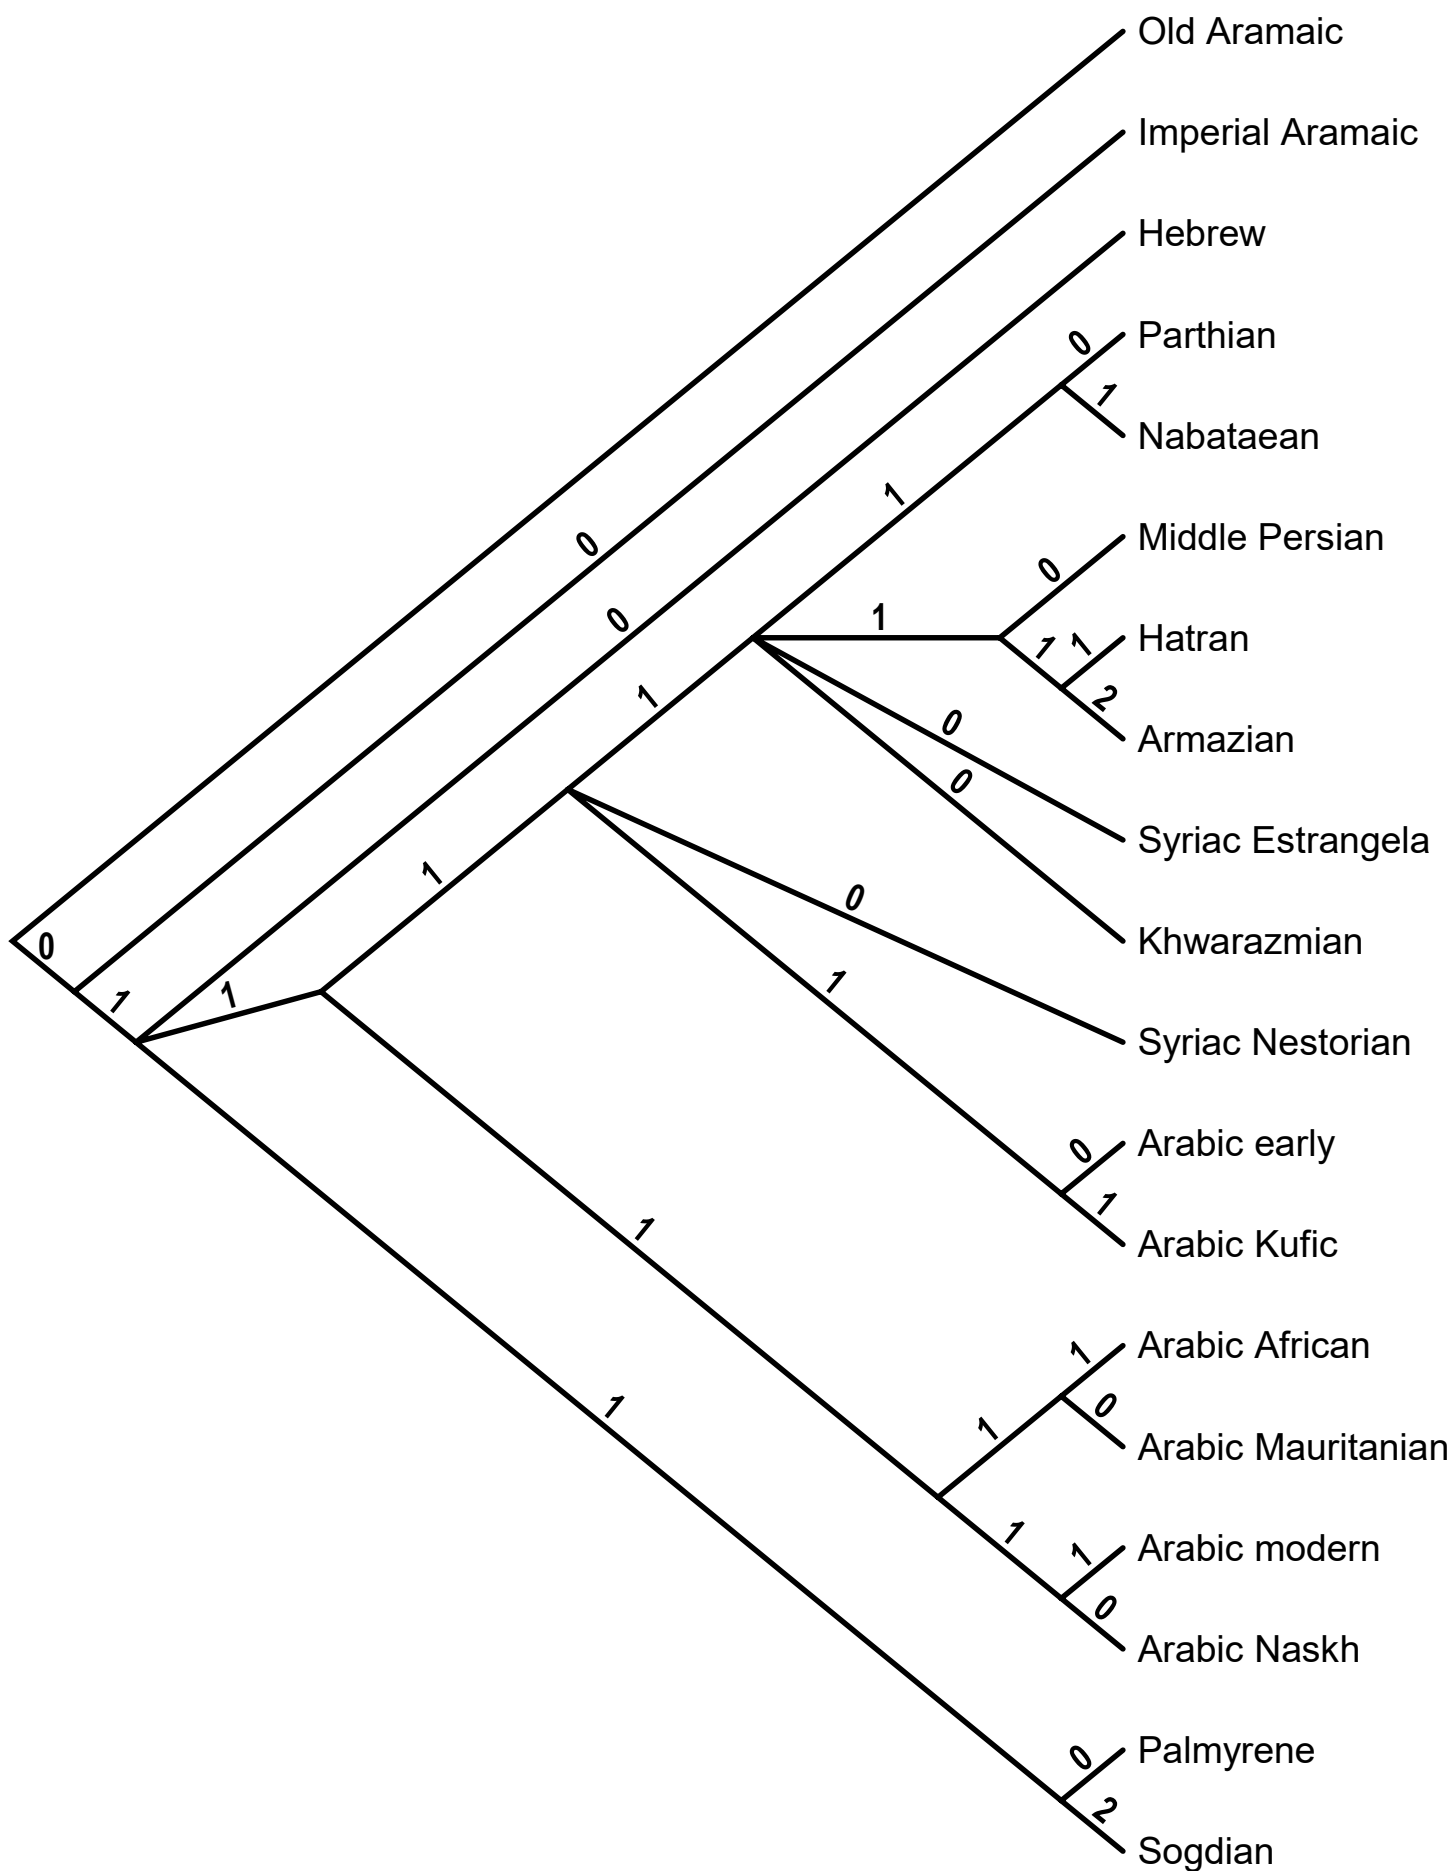 Old Aramaic
Imperial Aramaic
Hebrew
0 Parthian
1
Nabataean
1
0
0 Middle Persian
1
1 1 Hatran
0
2
1
0 Armazian
0
Syriac Estrangela
1
0
0 Khwarazmian
1
1
1
Syriac Nestorian
0 Arabic early
1
1
Arabic Kufic
1 Arabic African
1
0
1
Arabic Mauritanian
1
1 Arabic modern
0
Arabic Naskh
0 Palmyrene
2
Sogdian